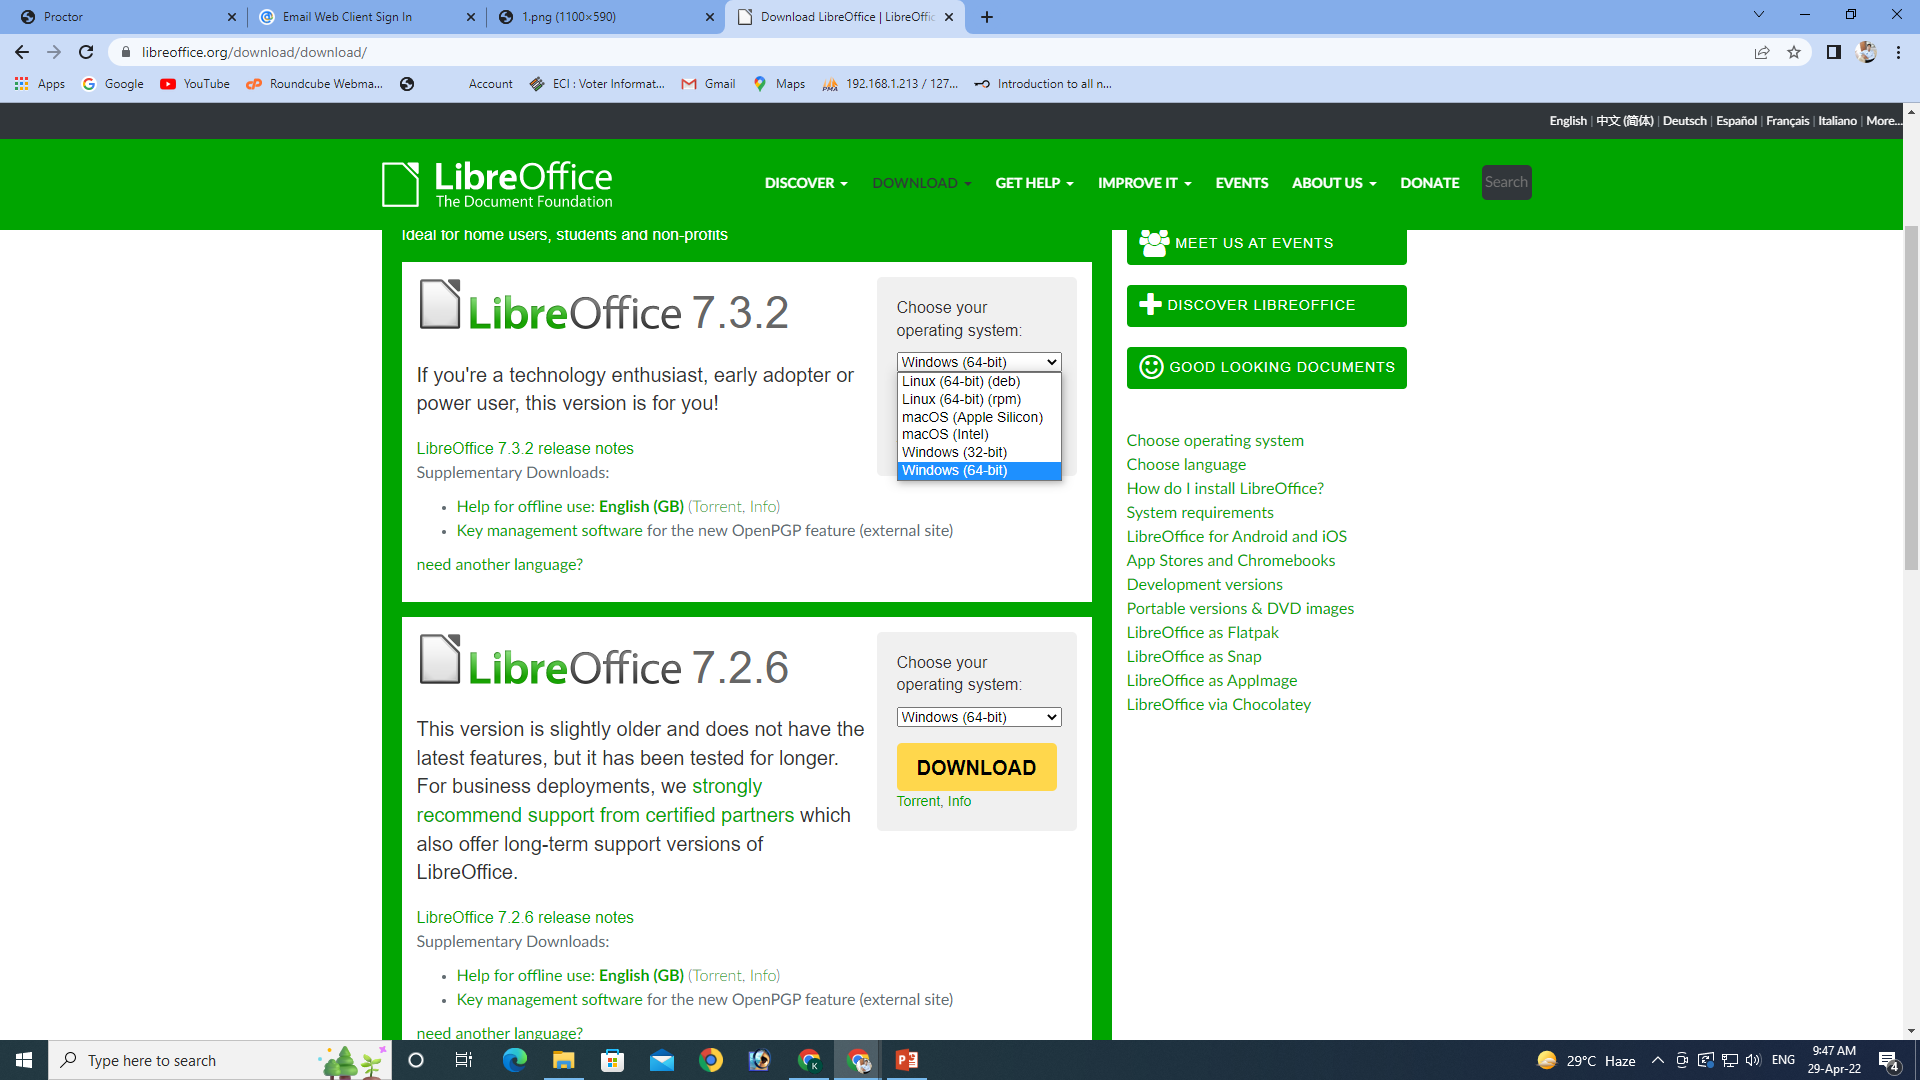 Proctor
Email Web Client Sign In
1.png (1100×590)
Download LibreOffice | LibreOffic
libreoffice.org/download/download/
Apps
Google
YouTube
Roundcube Webma...
Account
ECI : Voter Informat...
Gmail
Maps
192.168.1.213 / 127...
Introduction to all n...
English | 中文 (简体) | Deutsch | Español | Français | Italiano | More...
LibreOffice
The Document Foundation
DISCOVER
DOWNLOAD
GET HELP
IMPROVE IT
EVENTS
ABOUT US
DONATE
Search
Ideal for home users, students and non-profits
LibreOffice 7.3.2
If you're a technology enthusiast, early adopter or
power user, this version is for you!
LibreOffice 7.3.2 release notes
Supplementary Downloads:
• Help for offline use: English (GB) (Torrent, Info)
• Key management software for the new OpenPGP feature (external site)
need another language?
Choose your
operating system:
Windows (64-bit)
Linux (64-bit) (deb)
Linux (64-bit) (rpm)
macOS (Apple Silicon)
macOS (Intel)
Windows (32-bit)
Windows (64-bit)
LibreOffice 7.2.6
This version is slightly older and does not have the
latest features, but it has been tested for longer.
For business deployments, we strongly
recommend support from certified partners which
also offer long-term support versions of
LibreOffice.
LibreOffice 7.2.6 release notes
Supplementary Downloads:
• Help for offline use: English (GB) (Torrent, Info)
• Key management software for the new OpenPGP feature (external site)
need another language?
Choose your
operating system:
Windows (64-bit)
DOWNLOAD
Torrent, Info
MEET US AT EVENTS
DISCOVER LIBREOFFICE
GOOD LOOKING DOCUMENTS
Choose operating system
Choose language
How do I install LibreOffice?
System requirements
LibreOffice for Android and iOS
App Stores and Chromebooks
Development versions
Portable versions & DVD images
LibreOffice as Flatpak
LibreOffice as Snap
LibreOffice as AppImage
LibreOffice via Chocolatey
Type here to search
29°C Haze
ENG
9:47 AM
29-Apr-22
4